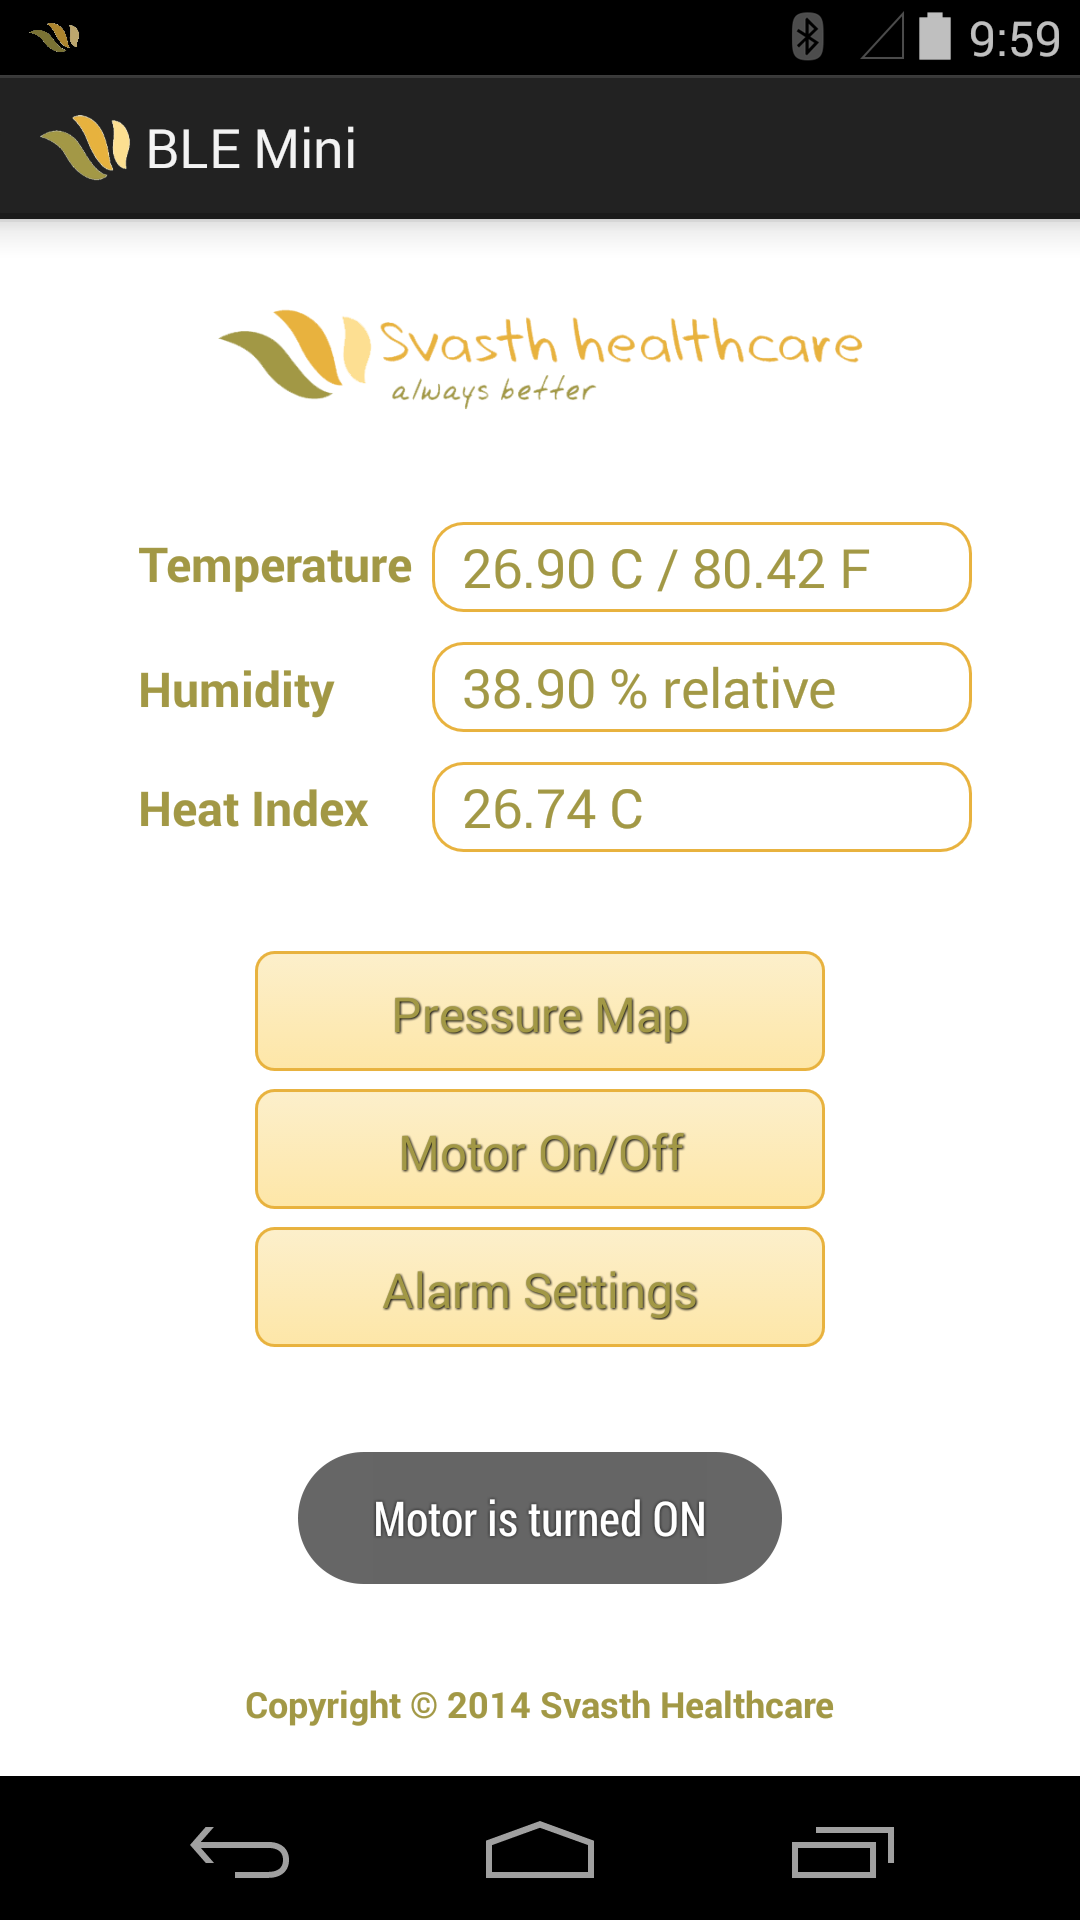 9:59
BLE Mini
Svasth healthcare
always better
Temperature 26.90 C / 80.42 F
Humidity 38.90 % relative
Heat Index 26.74 C
Pressure Map
Motor On/Off
Alarm Settings
Motor is turned ON
Copyright © 2014 Svasth Healthcare